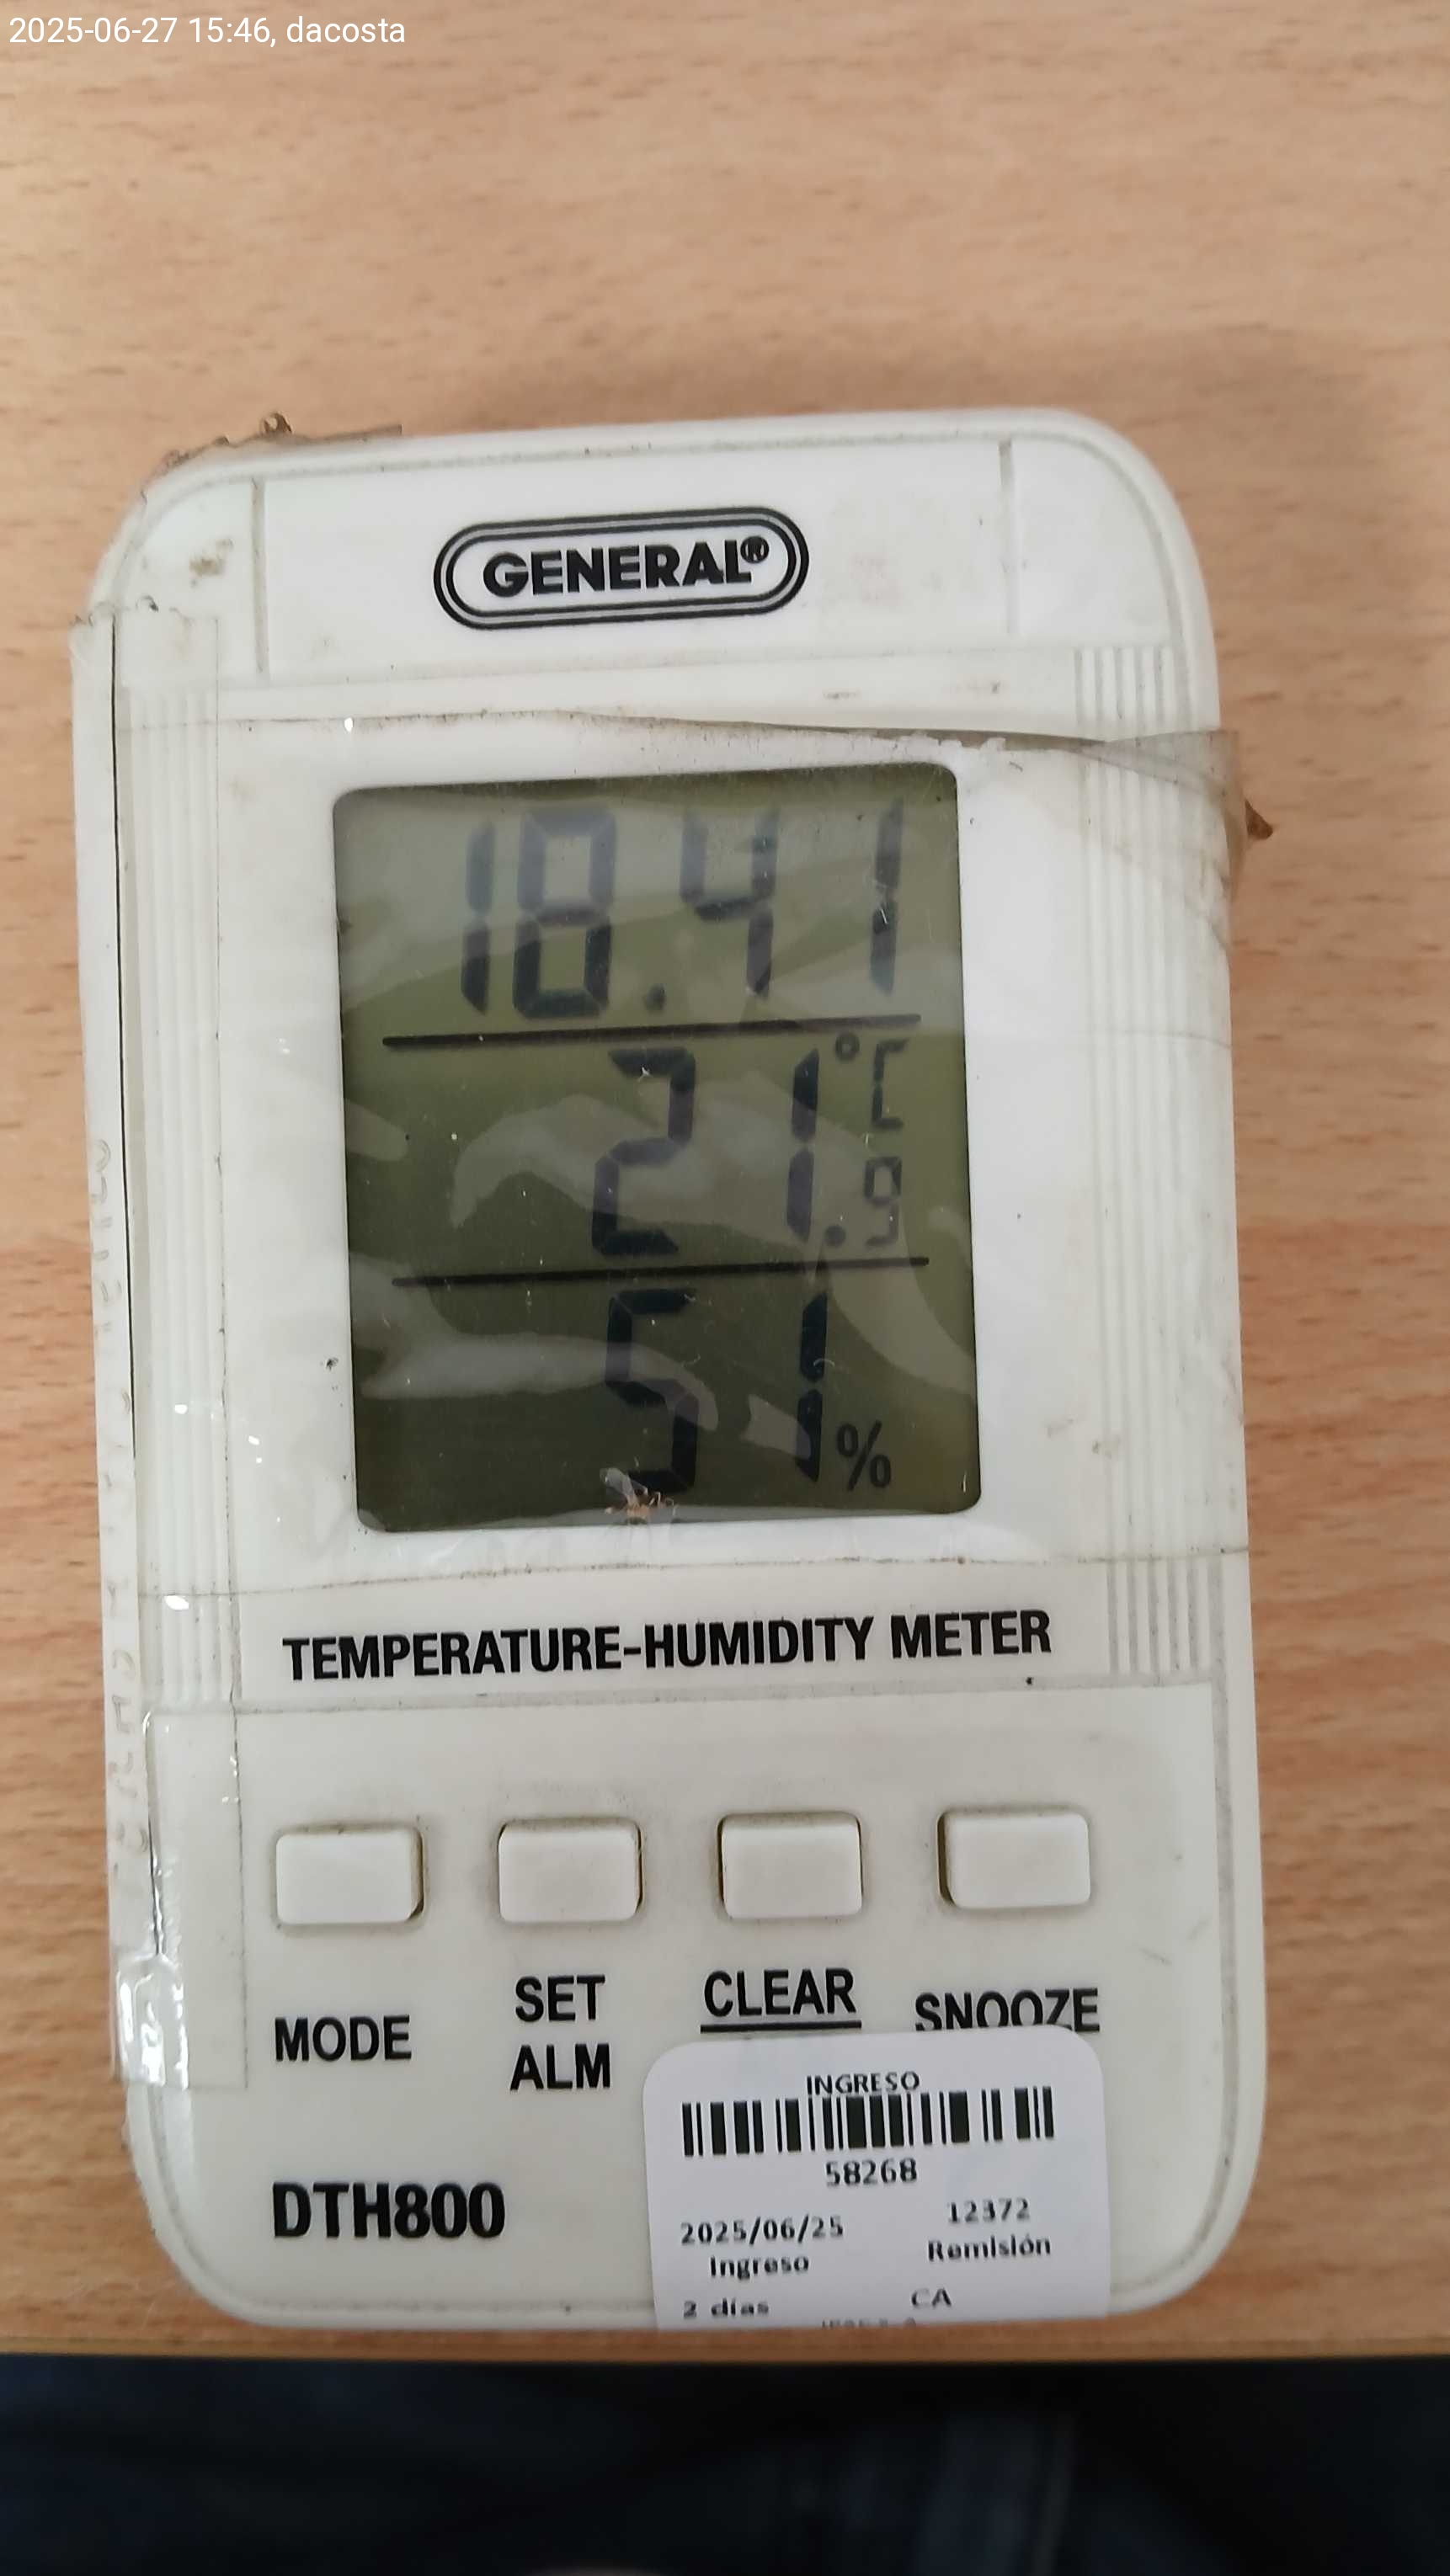 2025-06-27 15:46, dacosta
GENERAL®
18.41
21.9 °C
51 %
TEMPERATURE-HUMIDITY METER
MODE
SET ALM
CLEAR
SNOOZE
DTH800
INGRESO
58268
2025/06/25
Ingreso
12372
Remisión
2 días
CA